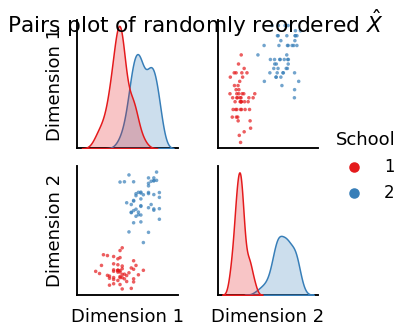 Pairs plot of randomly reordered X̂
Dimension 1
School
1
2
Dimension 2
Dimension 1
Dimension 2